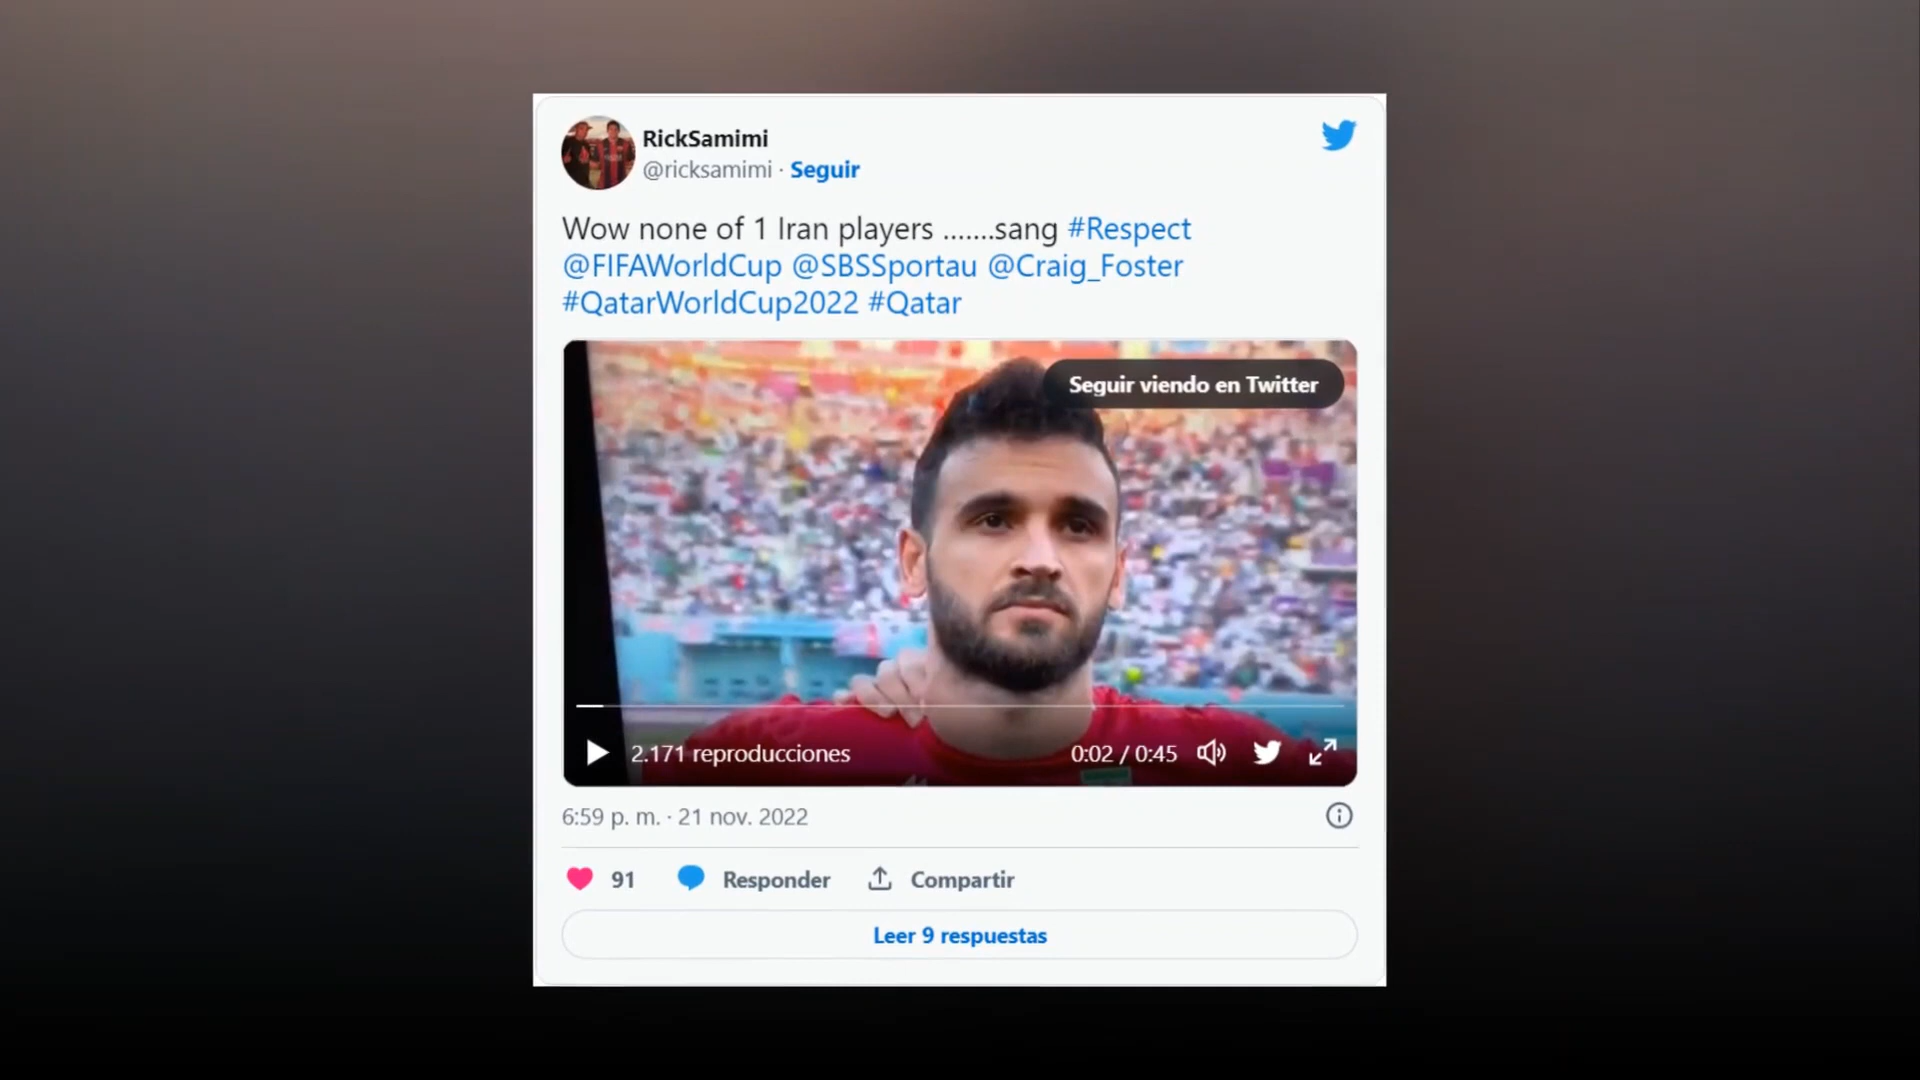 RickSamimi
@ricksamimi · Seguir
Wow none of 1 Iran players .......sang #Respect
@FIFAWorldCup @SBSSportau @Craig_Foster
#QatarWorldCup2022 #Qatar
Seguir viendo en Twitter
2.171 reproducciones
0:02 / 0:45
6:59 p. m. · 21 nov. 2022
91 Responder Compartir
Leer 9 respuestas